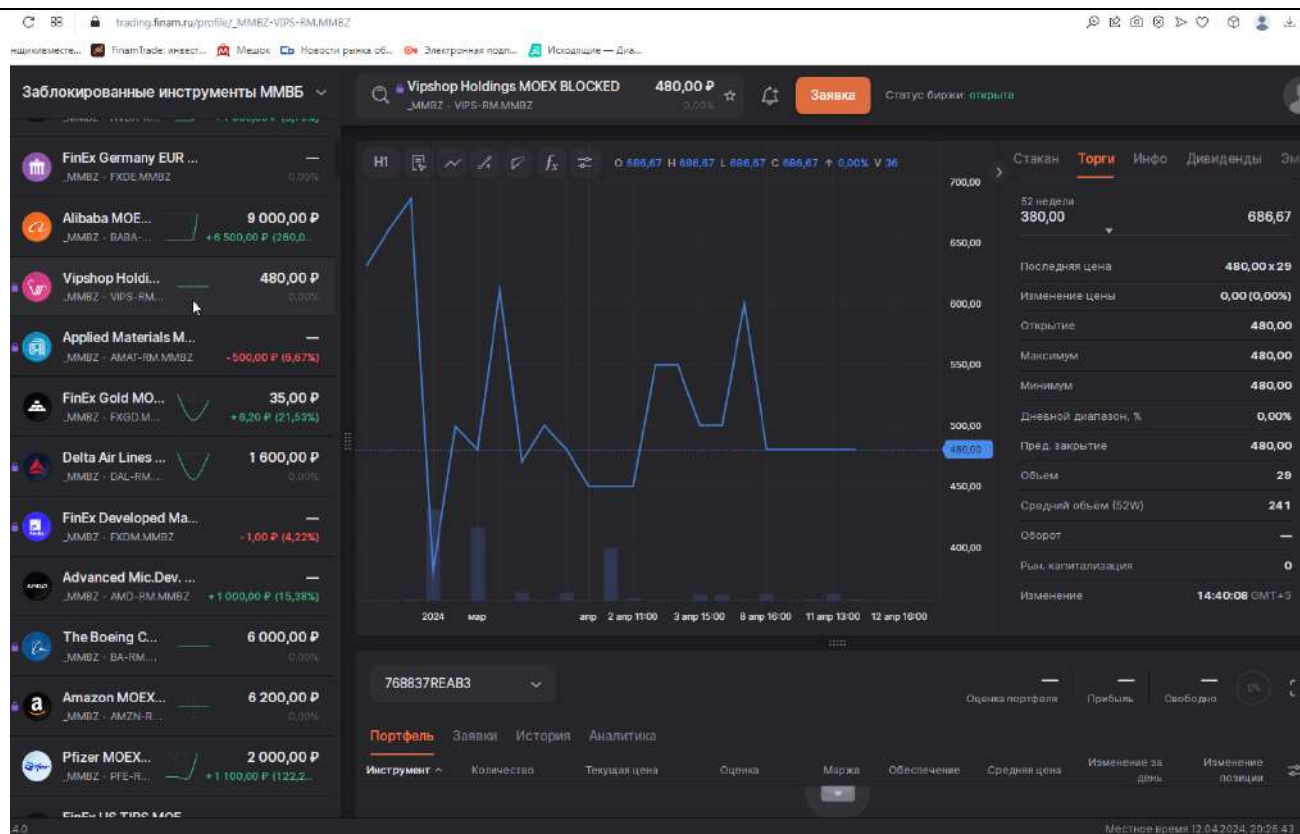 trading.finam.ru/profile/_MMBZ-VIPS-RM.MMBZ
FinamTrade: инвест... Мешок Новости рынка об... Электронная подп... Исходящие — Диа...
Заблокированные инструменты ММВБ
Vipshop Holdings MOEX BLOCKED 480,00 ₽
_MMBZ - VIPS-RM.MMBZ 0,00%
Заявка
Статус биржи: открыта
FinEx Germany EUR ... —
_MMBZ - FXDE.MMBZ 0,00%
Alibaba MOE... 9 000,00 ₽
_MMBZ - BABA-... +6 500,00 ₽ (260,0...
Vipshop Holdi... 480,00 ₽
_MMBZ - VIPS-RM... 0,00%
Applied Materials M... —
_MMBZ - AMAT-RM.MMBZ -500,00 ₽ (6,67%)
FinEx Gold MO... 35,00 ₽
_MMBZ - FXGD.M... +6,20 ₽ (21,53%)
Delta Air Lines ... 1 600,00 ₽
_MMBZ - DAL-RM.... 0,00%
FinEx Developed Ma... —
_MMBZ - FXDM.MMBZ -1,00 ₽ (4,22%)
Advanced Mic.Dev. ... —
_MMBZ - AMD-RM.MMBZ +1 000,00 ₽ (15,38%)
The Boeing C... 6 000,00 ₽
_MMBZ - BA-RM.... 0,00%
Amazon MOEX... 6 200,00 ₽
_MMBZ - AMZN-R... 0,00%
Pfizer MOEX... 2 000,00 ₽
_MMBZ - PFE-R... +1 100,00 ₽ (122,2...
FinEx US TIPS MOE
H1 fx O 686,67 H 686,67 L 686,67 C 686,67 0,00% V 36
700,00
650,00
600,00
550,00
500,00
480,00
450,00
400,00
2024 мар апр 2 апр 11:00 3 апр 15:00 8 апр 16:00 11 апр 13:00 12 апр 16:00
Стакан Торги Инфо Дивиденды Эм
52 недели
380,00 686,67
Последняя цена 480,00 x 29
Изменение цены 0,00 (0,00%)
Открытие 480,00
Максимум 480,00
Минимум 480,00
Дневной диапазон, % 0,00%
Пред. закрытие 480,00
Объем 29
Средний объём (52W) 241
Оборот —
Рын. капитализация 0
Изменение 14:40:08 GMT+3
768837REAB3
— — — 0%
Оценка портфеля Прибыль Свободно
Портфель Заявки История Аналитика
Инструмент Количество Текущая цена Оценка Маржа Обеспечение Средняя цена Изменение за день Изменение позиции
4.0
Местное время 12.04.2024, 20:26:43